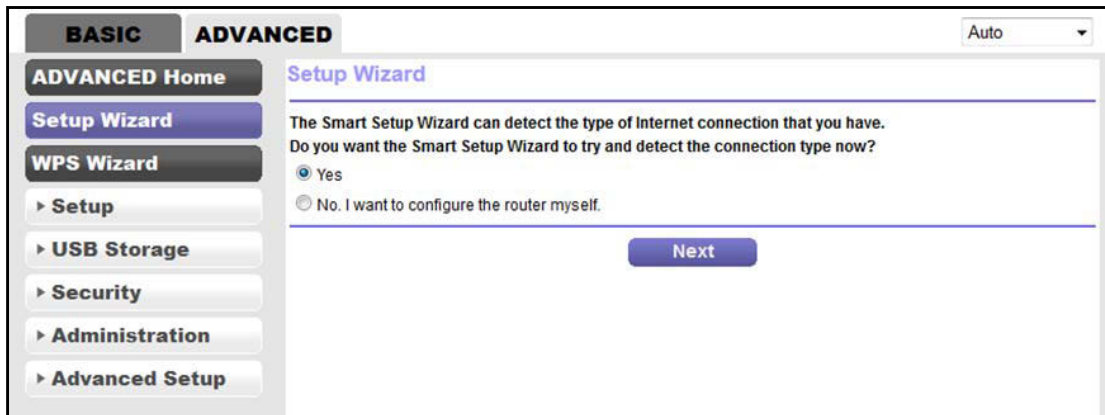 BASIC
ADVANCED
Auto
ADVANCED Home
Setup Wizard
WPS Wizard
Setup
USB Storage
Security
Administration
Advanced Setup
Setup Wizard
The Smart Setup Wizard can detect the type of Internet connection that you have.
Do you want the Smart Setup Wizard to try and detect the connection type now?
Yes
No. I want to configure the router myself.
Next